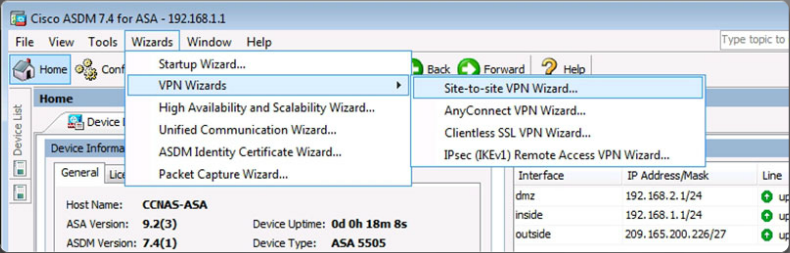 Cisco ASDM 7.4 for ASA - 192.168.1.1
File View Tools Wizards Window Help
Type topic to
Home Conf Back Forward Help
Startup Wizard...
VPN Wizards
High Availability and Scalability Wizard...
Unified Communication Wizard...
ASDM Identity Certificate Wizard...
Packet Capture Wizard...
Site-to-site VPN Wizard...
AnyConnect VPN Wizard...
Clientless SSL VPN Wizard...
IPsec (IKEv1) Remote Access VPN Wizard...
Device List
Home
Device
Device Informa
General Lice
Host Name: CCNAS-ASA
ASA Version: 9.2(3) Device Uptime: 0d 0h 18m 8s
ASDM Version: 7.4(1) Device Type: ASA 5505
Interface IP Address/Mask Line
dmz 192.168.2.1/24 up
inside 192.168.1.1/24 up
outside 209.165.200.226/27 up